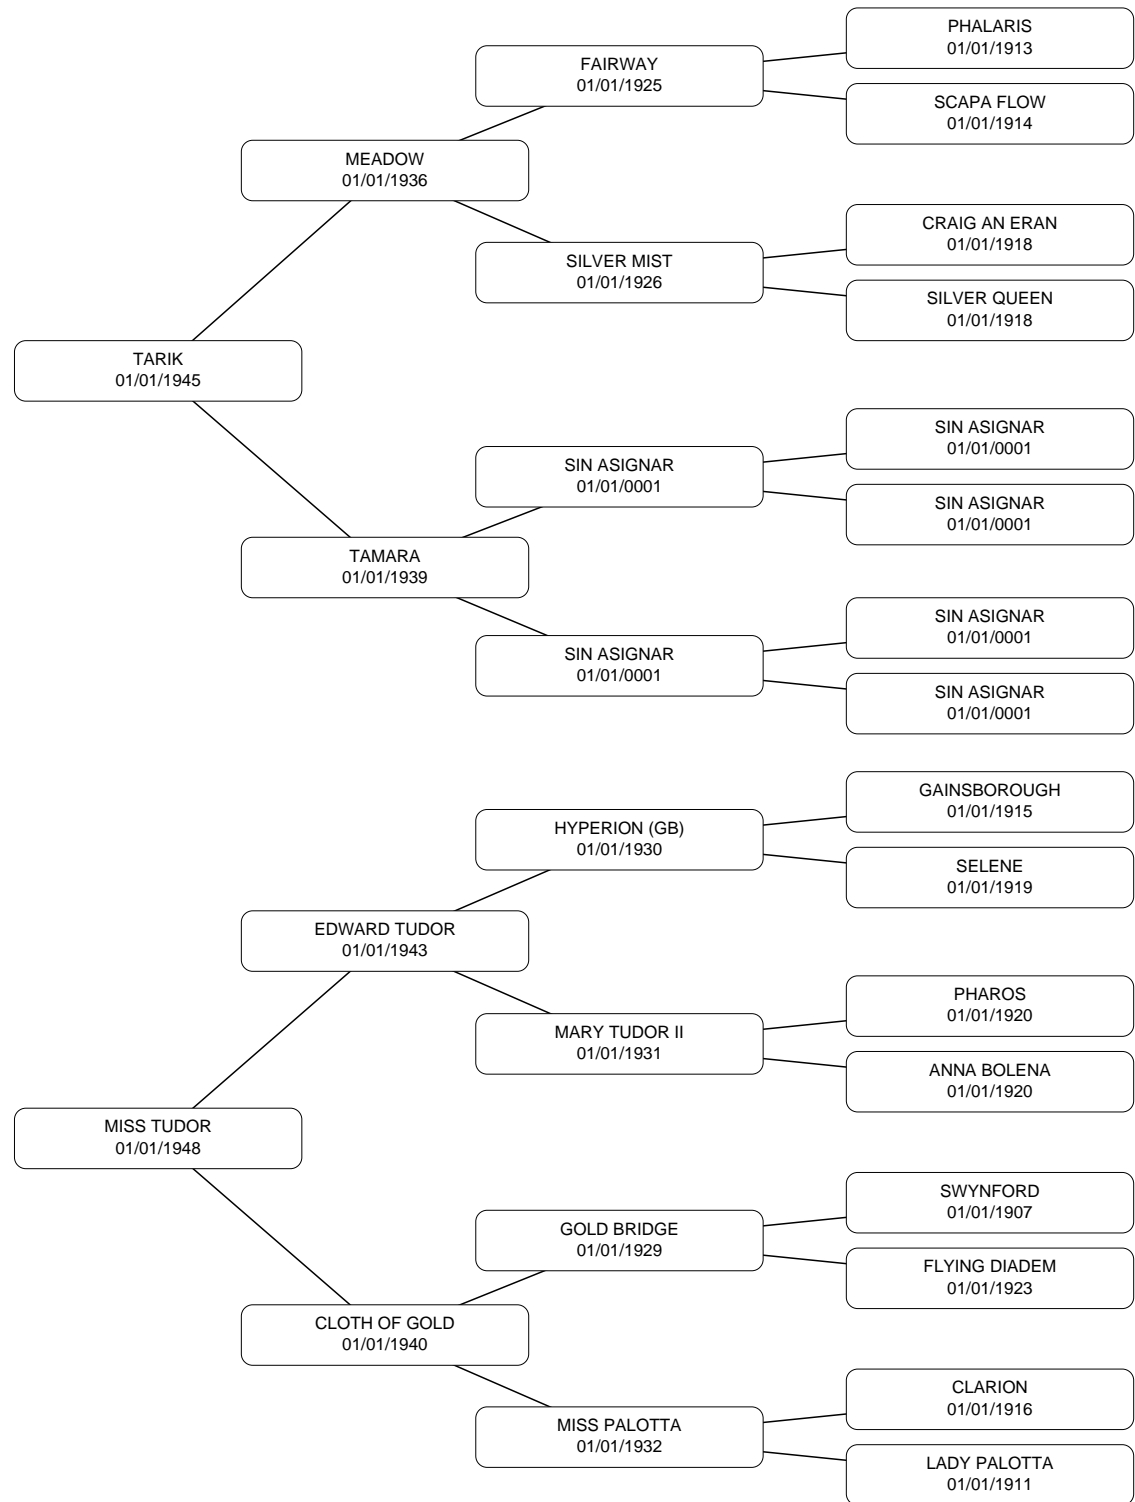 PHALARIS
01/01/1913
FAIRWAY
01/01/1925
SCAPA FLOW
01/01/1914
MEADOW
01/01/1936
CRAIG AN ERAN
01/01/1918
SILVER MIST
01/01/1926
SILVER QUEEN
01/01/1918
TARIK
01/01/1945
SIN ASIGNAR
01/01/0001
SIN ASIGNAR
01/01/0001
SIN ASIGNAR
01/01/0001
TAMARA
01/01/1939
SIN ASIGNAR
01/01/0001
SIN ASIGNAR
01/01/0001
SIN ASIGNAR
01/01/0001
GAINSBOROUGH
01/01/1915
HYPERION (GB)
01/01/1930
SELENE
01/01/1919
EDWARD TUDOR
01/01/1943
PHAROS
01/01/1920
MARY TUDOR II
01/01/1931
ANNA BOLENA
01/01/1920
MISS TUDOR
01/01/1948
SWYNFORD
01/01/1907
GOLD BRIDGE
01/01/1929
FLYING DIADEM
01/01/1923
CLOTH OF GOLD
01/01/1940
CLARION
01/01/1916
MISS PALOTTA
01/01/1932
LADY PALOTTA
01/01/1911